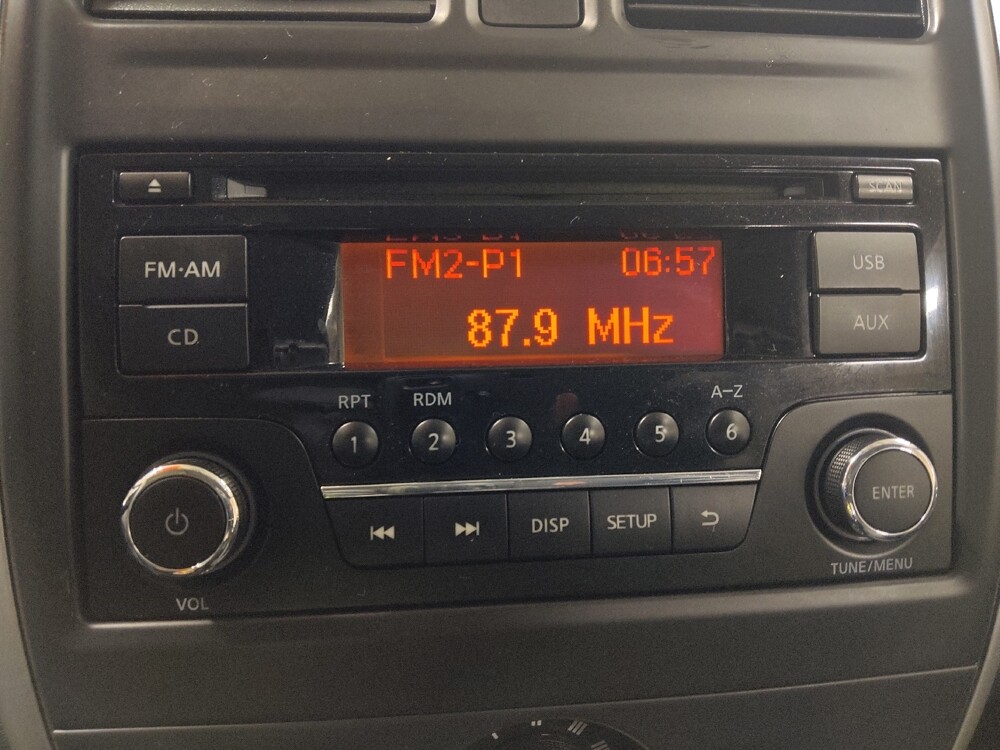 SCAN
FM2-P1 06:57
87.9 MHz
FM·AM
CD
USB
AUX
RPT RDM A-Z
1 2 3 4 5 6
DISP SETUP
ENTER
VOL
TUNE/MENU